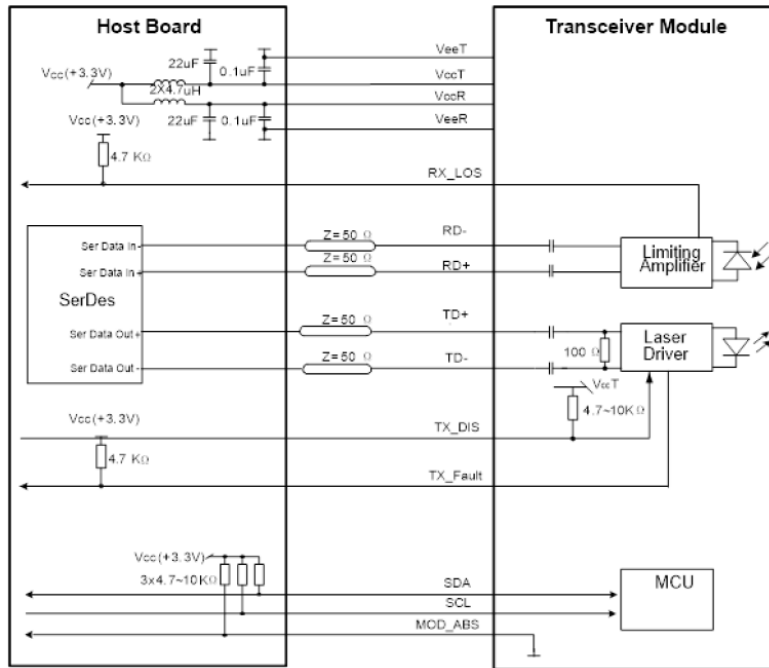 Host Board
Transceiver Module
VeeT
22uF
0.1uF
Vcc(+3.3V)
VccT
2X4.7uH
VccR
Vcc(+3.3V)
22uF
0.1uF
VeeR
4.7 KΩ
RX_LOS
Ser Data In-
Z=50 Ω
RD-
Ser Data In+
Z=50 Ω
RD+
Limiting
Amplifier
SerDes
Ser Data Out+
Z=50 Ω
TD+
Ser Data Out-
Z=50 Ω
TD-
100 Ω
Laser
Driver
VccT
Vcc(+3.3V)
4.7~10KΩ
TX_DIS
4.7 KΩ
TX_Fault
Vcc(+3.3V)
3x4.7~10KΩ
SDA
SCL
MOD_ABS
MCU